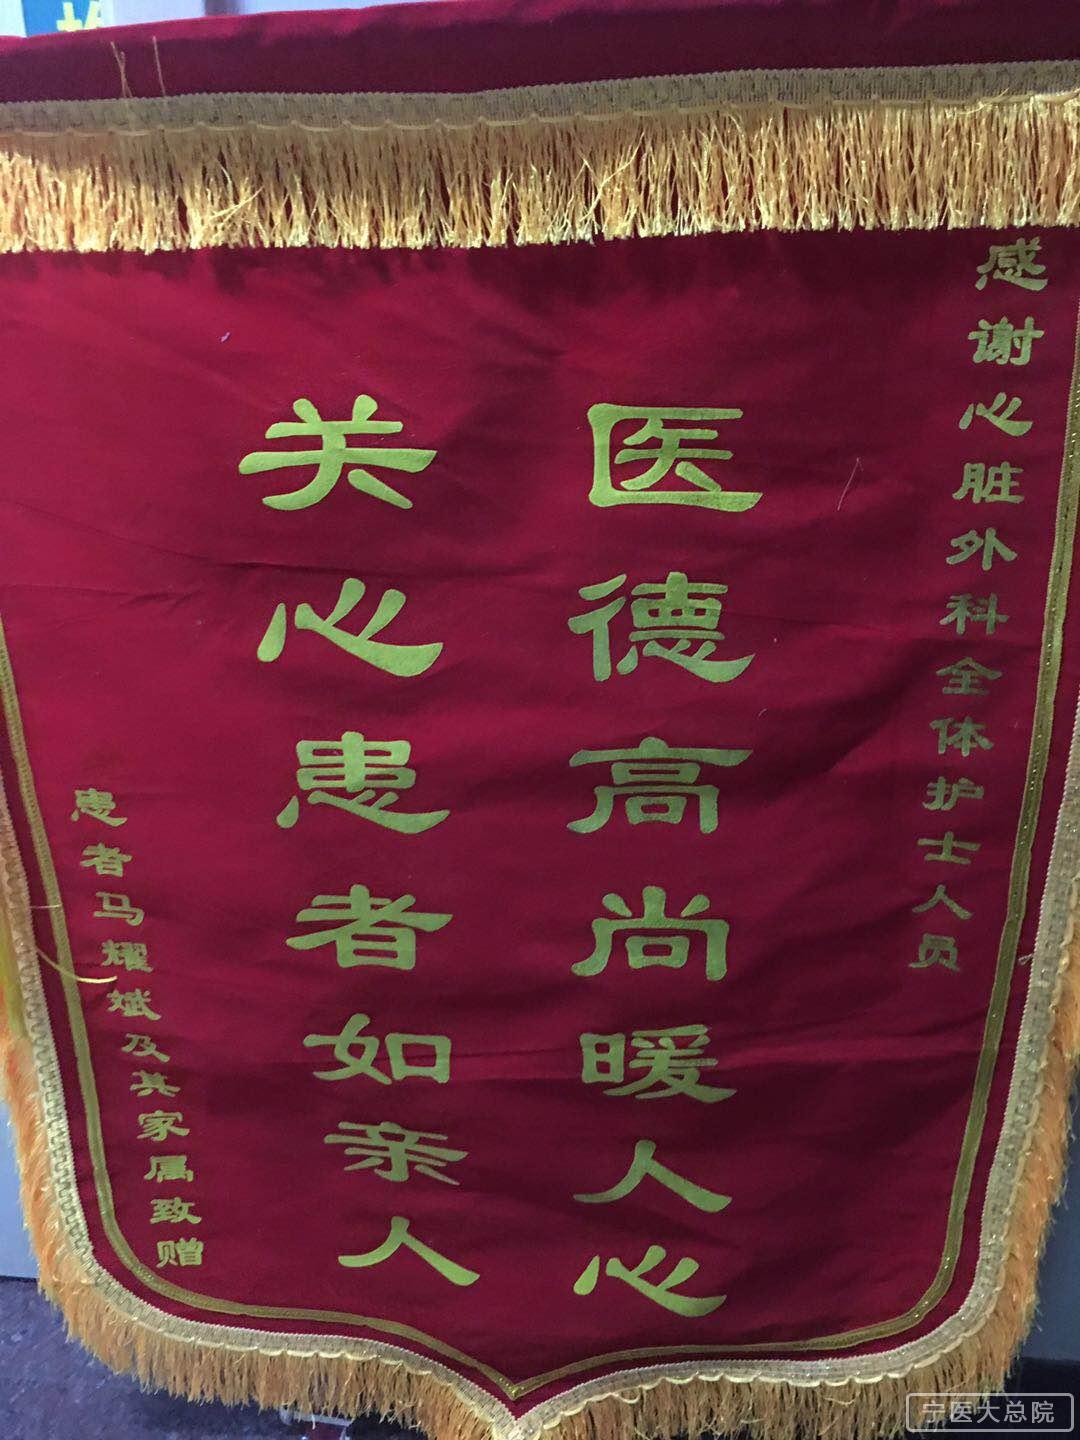 感谢心脏外科全体护士人员
医德高尚暖人心
关心患者如亲人
患者马耀斌及其家属致赠
宁医大总院